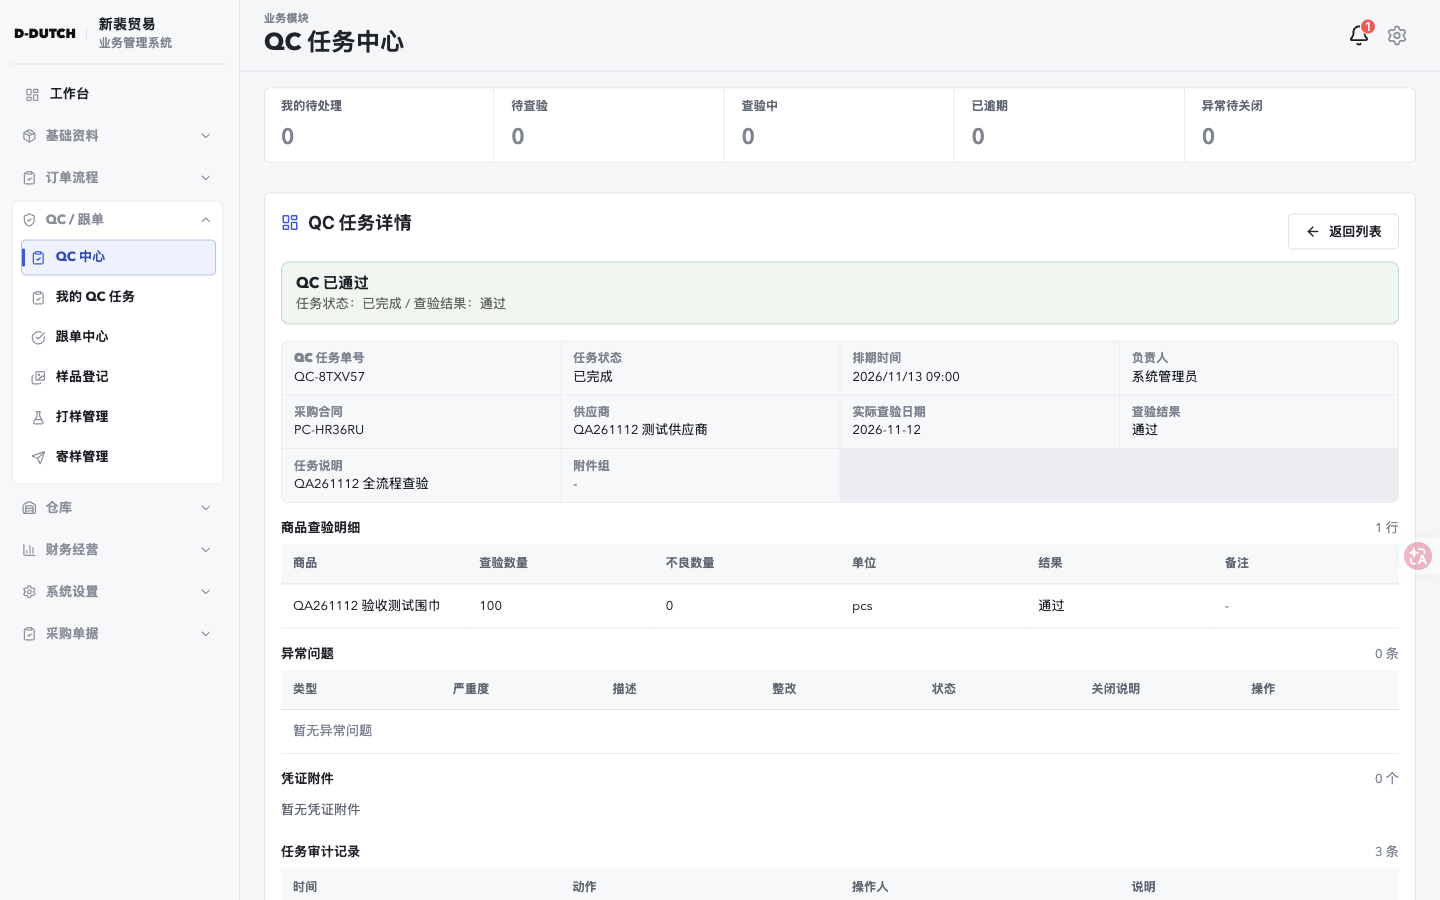 D-DUTCH
新裴贸易
业务管理系统
工作台
基础资料
订单流程
QC / 跟单
QC 中心
我的 QC 任务
跟单中心
样品登记
打样管理
寄样管理
仓库
财务经营
系统设置
采购单据
业务模块
QC 任务中心
1
我的待处理 待查验 查验中 已逾期 异常待关闭
0 0 0 0 0
QC 任务详情
返回列表
QC 已通过
任务状态：已完成 / 查验结果：通过
QC 任务单号 任务状态 排期时间 负责人
QC-8TXV57 已完成 2026/11/13 09:00 系统管理员
采购合同 供应商 实际查验日期 查验结果
PC-HR36RU QA261112 测试供应商 2026-11-12 通过
任务说明 附件组
QA261112 全流程查验 -
商品查验明细 1 行
商品 查验数量 不良数量 单位 结果 备注
QA261112 验收测试围巾 100 0 pcs 通过 -
异常问题 0 条
类型 严重度 描述 整改 状态 关闭说明 操作
暂无异常问题
凭证附件 0 个
暂无凭证附件
任务审计记录 3 条
时间 动作 操作人 说明